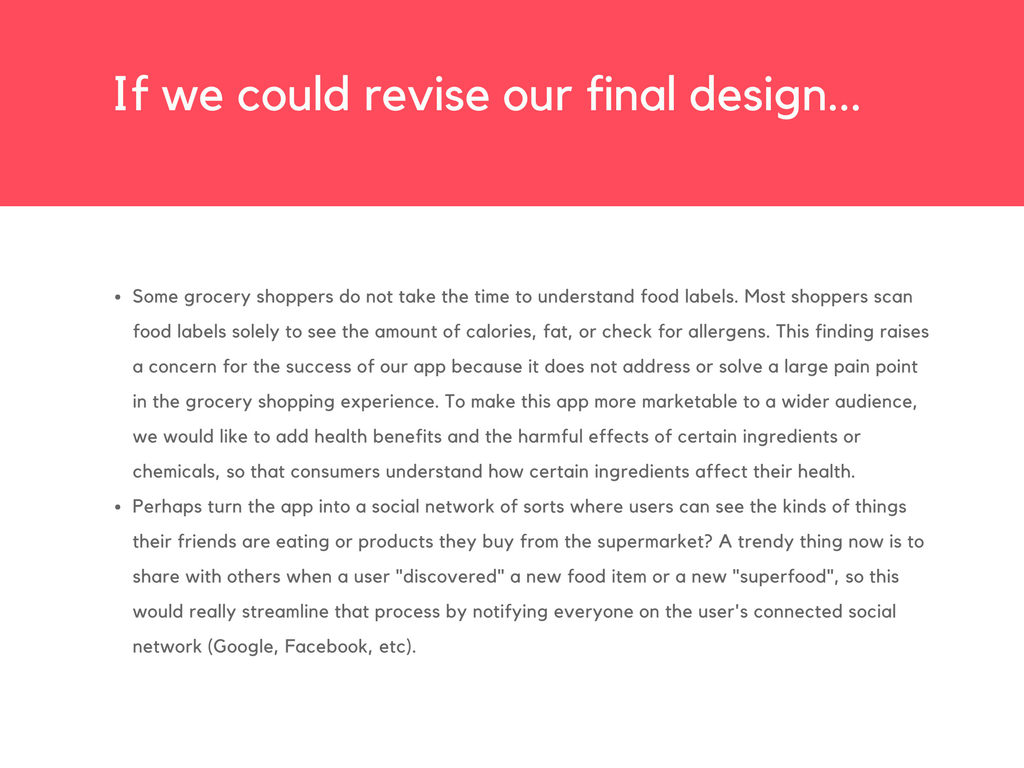 If we could revise our final design...
• Some grocery shoppers do not take the time to understand food labels. Most shoppers scan
food labels solely to see the amount of calories, fat, or check for allergens. This finding raises
a concern for the success of our app because it does not address or solve a large pain point
in the grocery shopping experience. To make this app more marketable to a wider audience,
we would like to add health benefits and the harmful effects of certain ingredients or
chemicals, so that consumers understand how certain ingredients affect their health.
• Perhaps turn the app into a social network of sorts where users can see the kinds of things
their friends are eating or products they buy from the supermarket? A trendy thing now is to
share with others when a user "discovered" a new food item or a new "superfood", so this
would really streamline that process by notifying everyone on the user's connected social
network (Google, Facebook, etc).